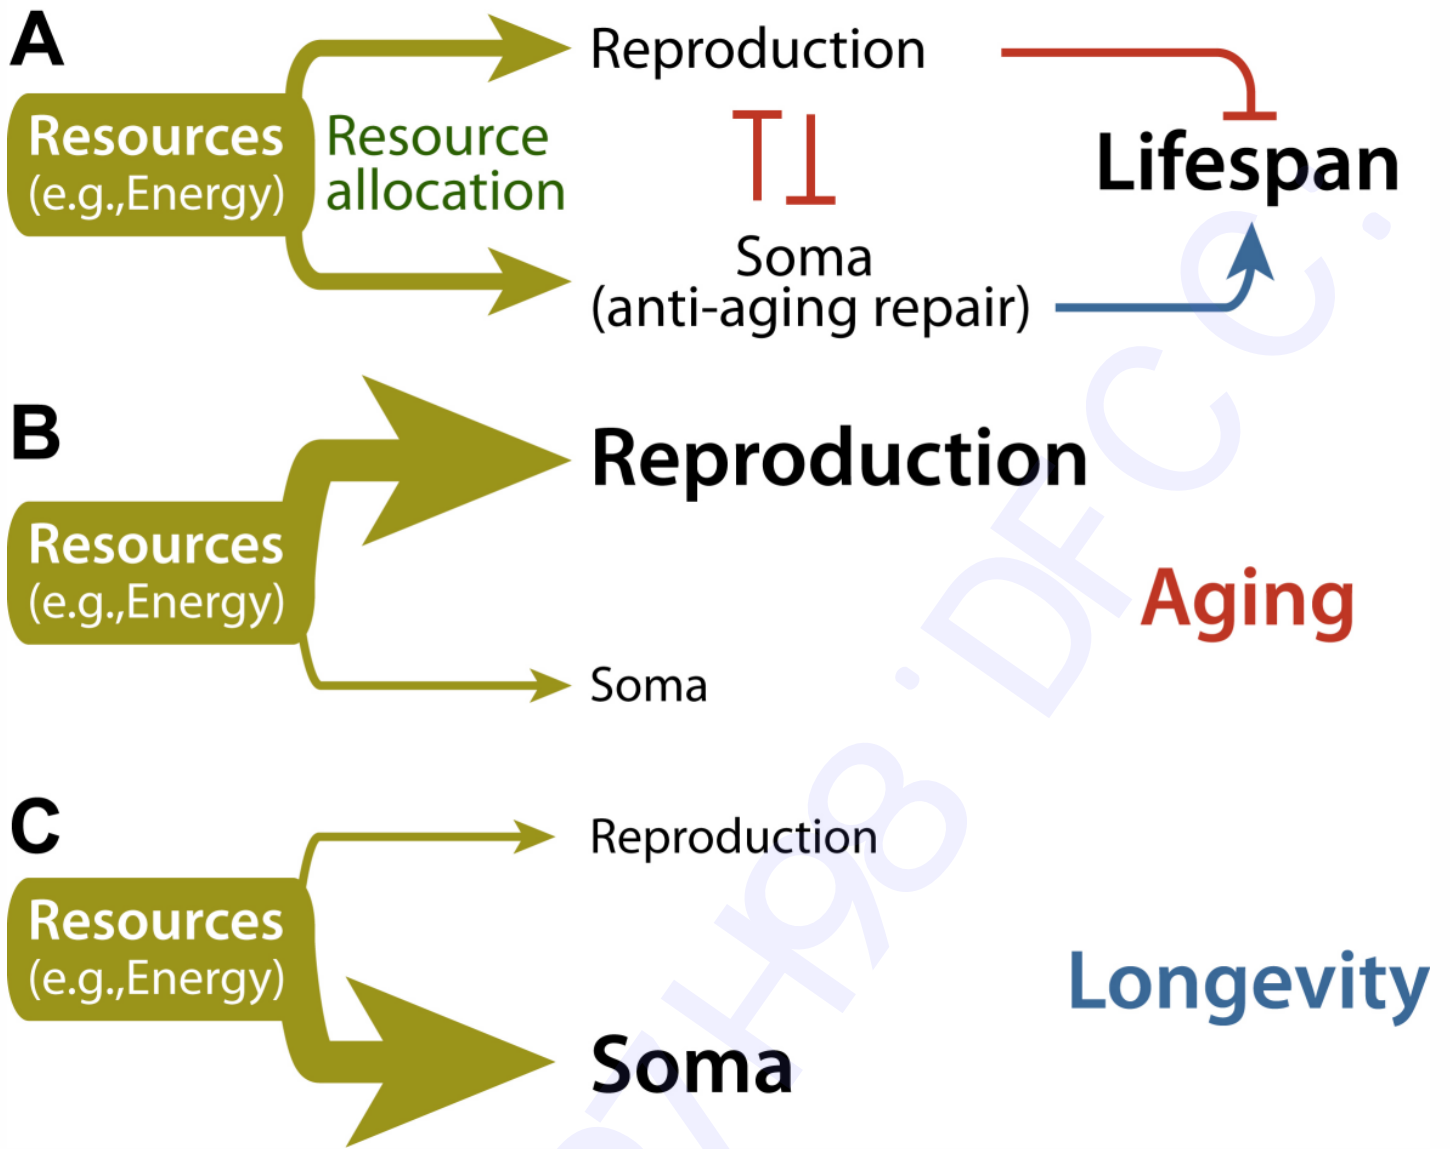 A
Reproduction
Resources
(e.g.,Energy)
Resource
allocation
Lifespan
Soma
(anti-aging repair)
B
Reproduction
Resources
(e.g.,Energy)
Aging
Soma
C
Reproduction
Resources
(e.g.,Energy)
Longevity
Soma